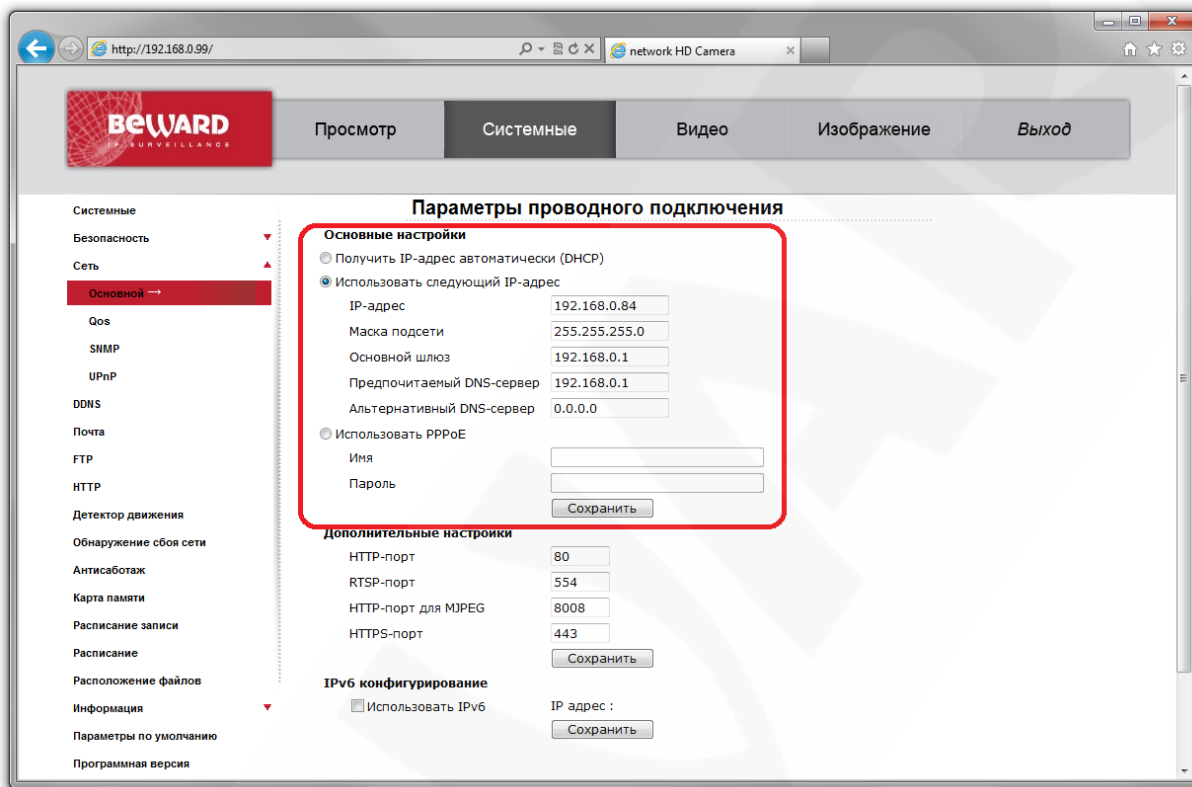 http://192.168.0.99/
network HD Camera
BEWARD
IP SURVEILLANCE
Просмотр
Системные
Видео
Изображение
Выход
Системные
Безопасность
Сеть
Основной →
Qos
SNMP
UPnP
DDNS
Почта
FTP
HTTP
Детектор движения
Обнаружение сбоя сети
Антисаботаж
Карта памяти
Расписание записи
Расписание
Расположение файлов
Информация
Параметры по умолчанию
Программная версия
Параметры проводного подключения
Основные настройки
Получить IP-адрес автоматически (DHCP)
Использовать следующий IP-адрес
IP-адрес 192.168.0.84
Маска подсети 255.255.255.0
Основной шлюз 192.168.0.1
Предпочитаемый DNS-сервер 192.168.0.1
Альтернативный DNS-сервер 0.0.0.0
Использовать PPPoE
Имя
Пароль
Сохранить
Дополнительные настройки
HTTP-порт 80
RTSP-порт 554
HTTP-порт для MJPEG 8008
HTTPS-порт 443
Сохранить
IPv6 конфигурирование
Использовать IPv6 IP адрес :
Сохранить